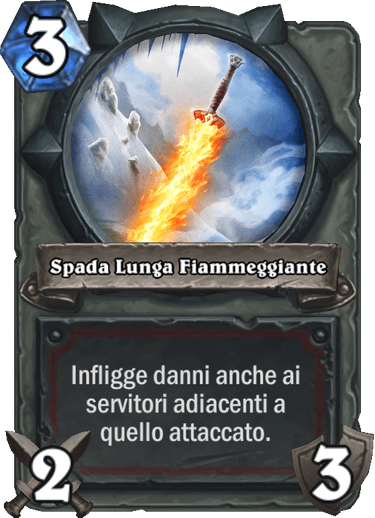 3
Spada Lunga Fiammeggiante
Infligge danni anche ai
servitori adiacenti a
quello attaccato.
2
3